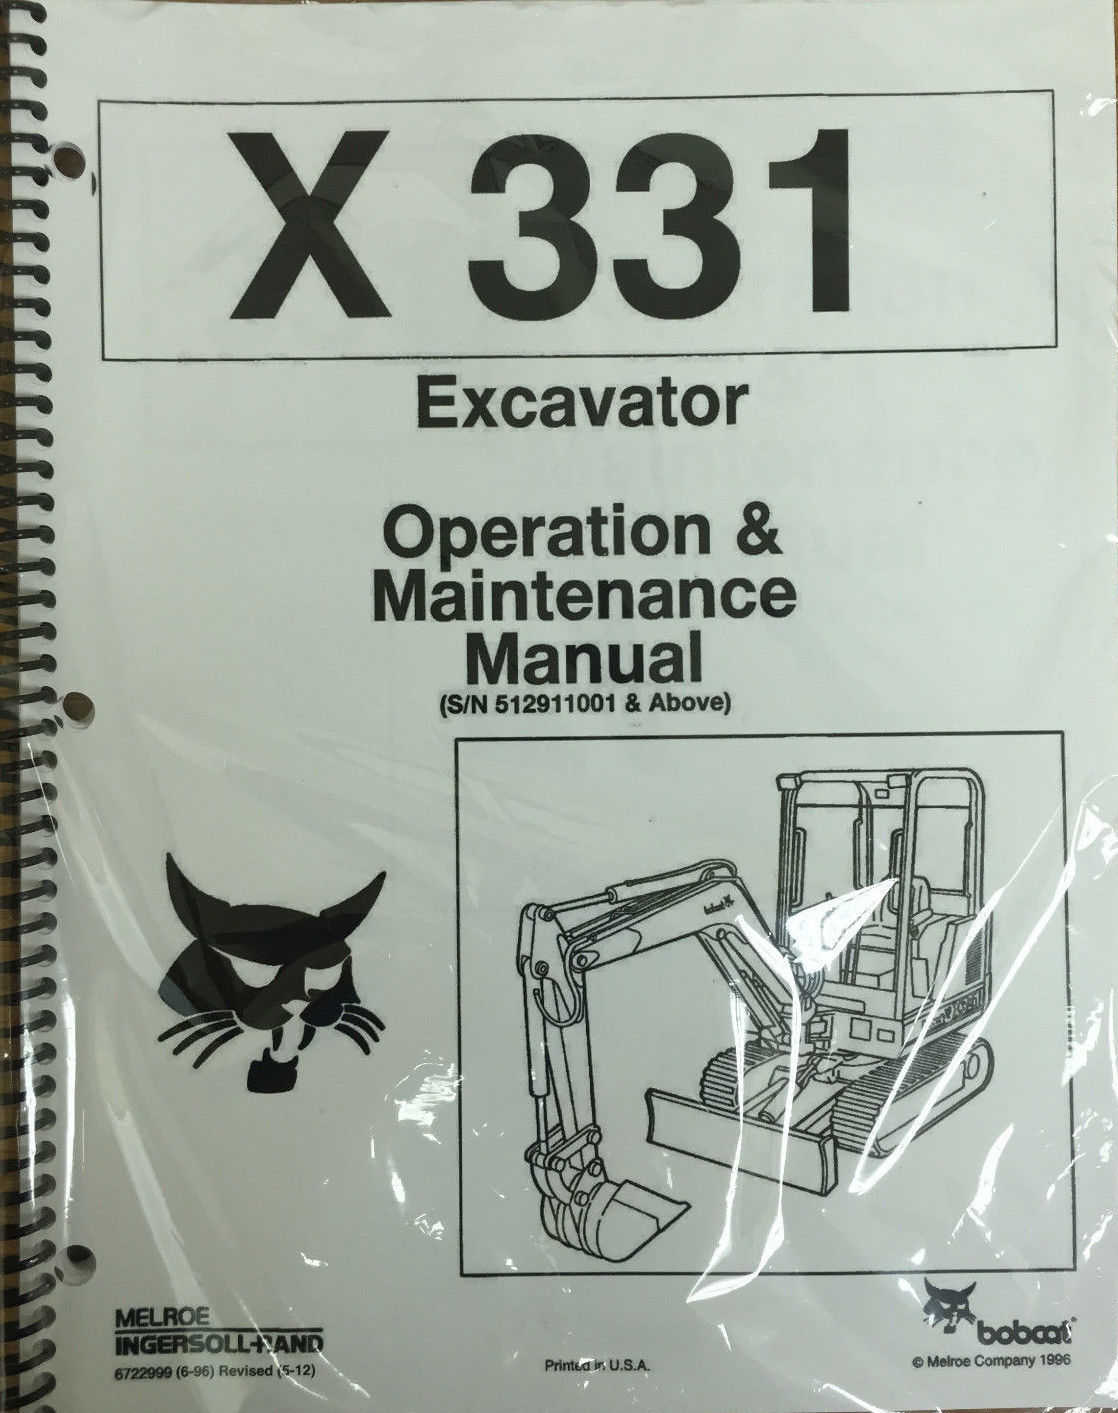 X 331
Excavator
Operation &
Maintenance
Manual
(S/N 512911001 & Above)
bobcat
MELROE
INGERSOLL-RAND
6722999 (6-96) Revised (5-12)
Printed in U.S.A.
bobcat
© Melroe Company 1996